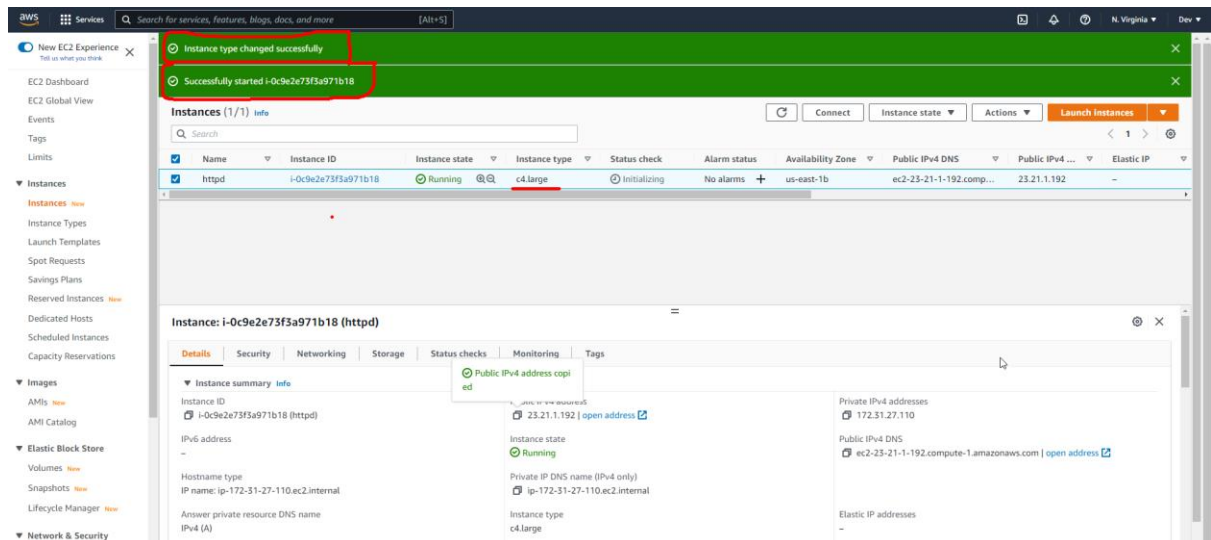 aws
Services
Search for services, features, blogs, docs, and more
[Alt+S]
N. Virginia
Dev
New EC2 Experience
Tell us what you think
EC2 Dashboard
EC2 Global View
Events
Tags
Limits
Instances
Instances New
Instance Types
Launch Templates
Spot Requests
Savings Plans
Reserved Instances New
Dedicated Hosts
Scheduled Instances
Capacity Reservations
Images
AMIs New
AMI Catalog
Elastic Block Store
Volumes New
Snapshots New
Lifecycle Manager New
Network & Security
Instance type changed successfully
Successfully started i-0c9e2e73f3a971b18
Instances (1/1) Info
Connect
Instance state
Actions
Launch Instances
Search
1
Name Instance ID Instance state Instance type Status check Alarm status Availability Zone Public IPv4 DNS Public IPv4 ... Elastic IP
httpd i-0c9e2e73f3a971b18 Running c4.large Initializing No alarms + us-east-1b ec2-23-21-1-192.comp... 23.21.1.192 –
Instance: i-0c9e2e73f3a971b18 (httpd)
Details Security Networking Storage Status checks Monitoring Tags
Public IPv4 address copi
ed
Instance summary Info
Instance ID
i-0c9e2e73f3a971b18 (httpd)
23.21.1.192 | open address
Private IPv4 addresses
172.31.27.110
IPv6 address
–
Instance state
Running
Public IPv4 DNS
ec2-23-21-1-192.compute-1.amazonaws.com | open address
Hostname type
IP name: ip-172-31-27-110.ec2.internal
Private IP DNS name (IPv4 only)
ip-172-31-27-110.ec2.internal
Answer private resource DNS name
IPv4 (A)
Instance type
c4.large
Elastic IP addresses
–